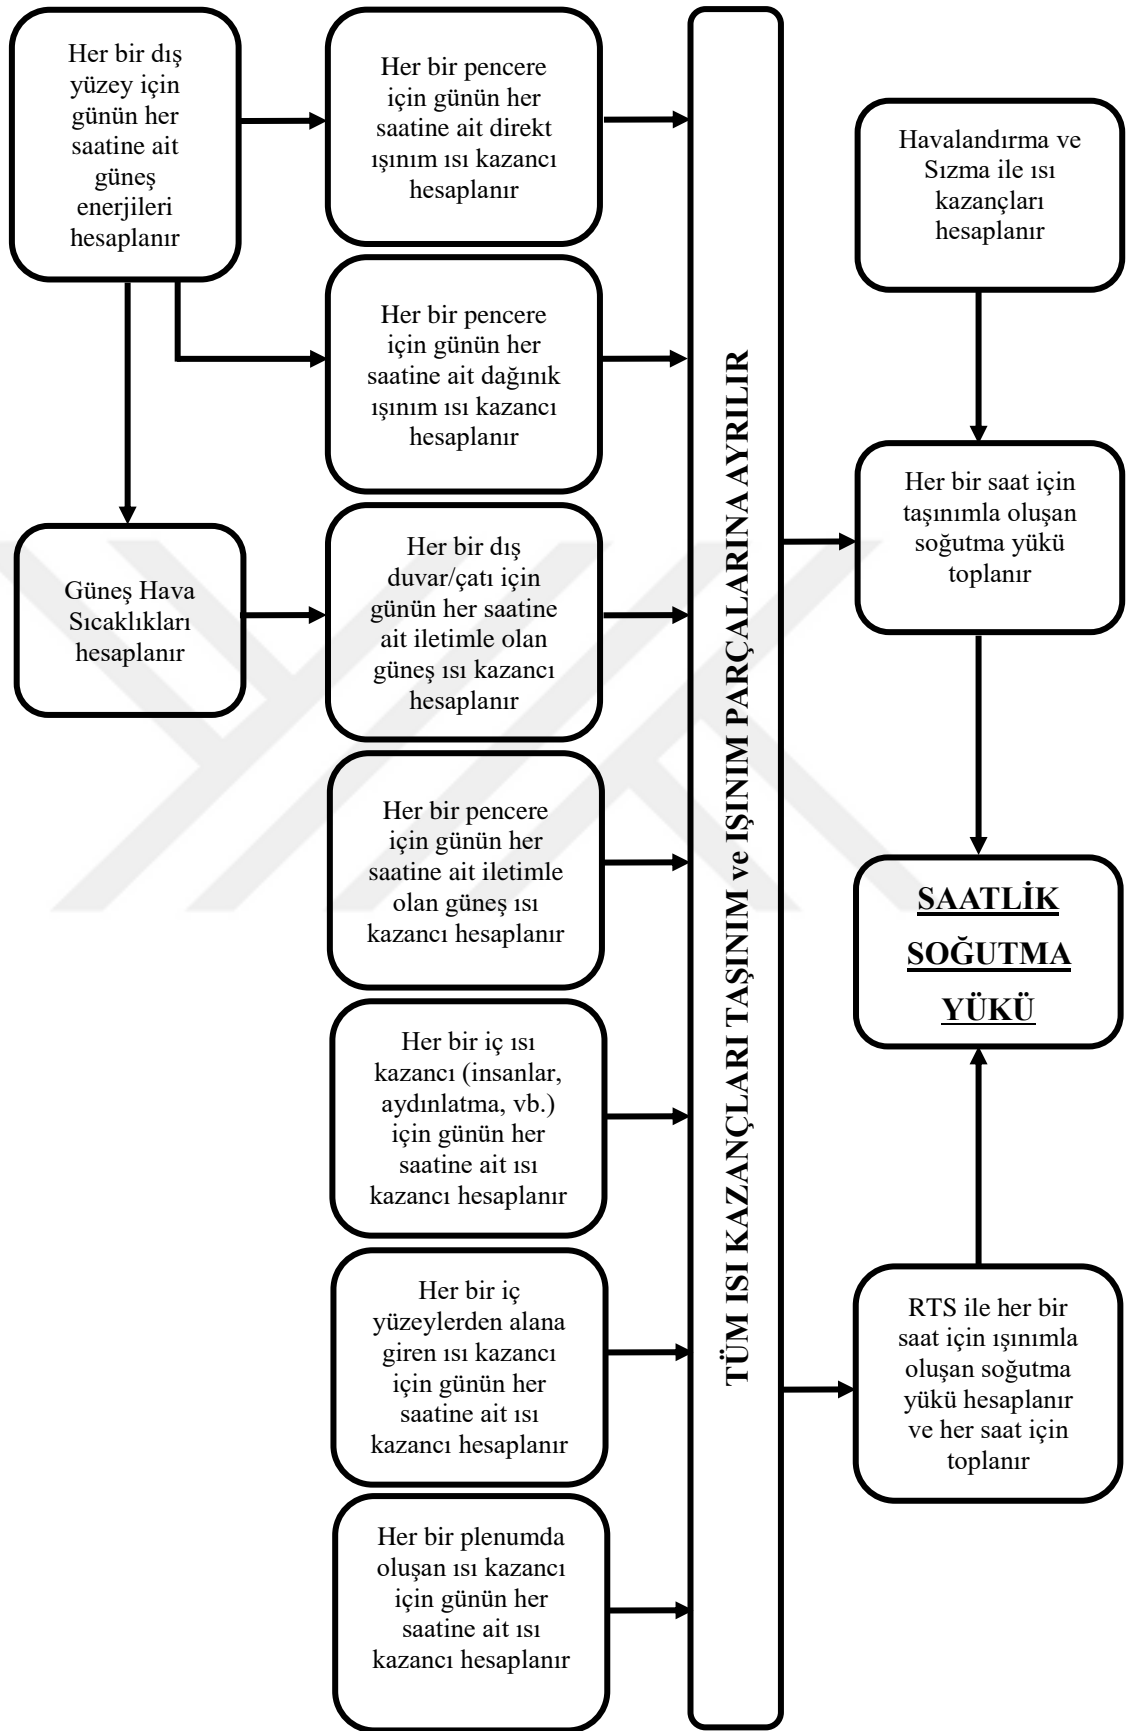 Her bir dış
yüzey için
günün her
saatine ait
güneş
enerjileri
hesaplanır
Güneş Hava
Sıcaklıkları
hesaplanır
Her bir pencere
için günün her
saatine ait direkt
ışınım ısı kazancı
hesaplanır
Her bir pencere
için günün her
saatine ait dağınık
ışınım ısı kazancı
hesaplanır
Her bir dış
duvar/çatı için
günün her saatine
ait iletimle olan
güneş ısı kazancı
hesaplanır
Her bir pencere
için günün her
saatine ait iletimle
olan güneş ısı
kazancı hesaplanır
Her bir iç ısı
kazancı (insanlar,
aydınlatma, vb.)
için günün her
saatine ait ısı
kazancı hesaplanır
Her bir iç
yüzeylerden alana
giren ısı kazancı
için günün her
saatine ait ısı
kazancı hesaplanır
Her bir plenumda
oluşan ısı kazancı
için günün her
saatine ait ısı
kazancı hesaplanır
TÜM ISI KAZANÇLARI TAŞINIM ve IŞINIM PARÇALARINA AYRILIR
Havalandırma ve
Sızma ile ısı
kazançları
hesaplanır
Her bir saat için
taşınımla oluşan
soğutma yükü
toplanır
SAATLİK
SOĞUTMA
YÜKÜ
RTS ile her bir
saat için ışınımla
oluşan soğutma
yükü hesaplanır
ve her saat için
toplanır